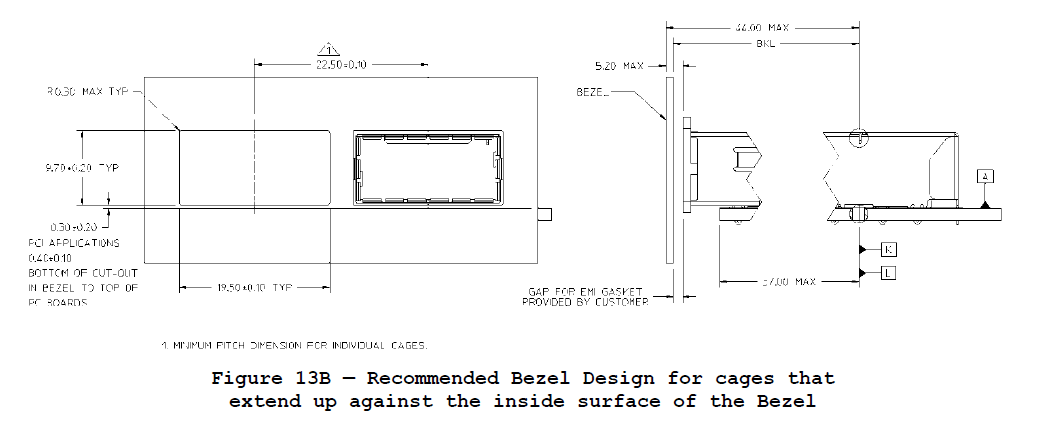 44.00 MAX
BKL
1
22.50±0.10
5.20 MAX
R0.30 MAX TYP
BEZEL
9.70±0.20 TYP
A
0.30±0.20
PCI APPLICATIONS
0.40±0.10
BOTTOM OF CUT-OUT
IN BEZEL TO TOP OF
PC BOARDS
K
L
19.50±0.10 TYP
37.00 MAX
GAP FOR EMI GASKET
PROVIDED BY CUSTOMER
1. MINIMUM PITCH DIMENSION FOR INDIVIDUAL CAGES.
Figure 13B — Recommended Bezel Design for cages that
extend up against the inside surface of the Bezel